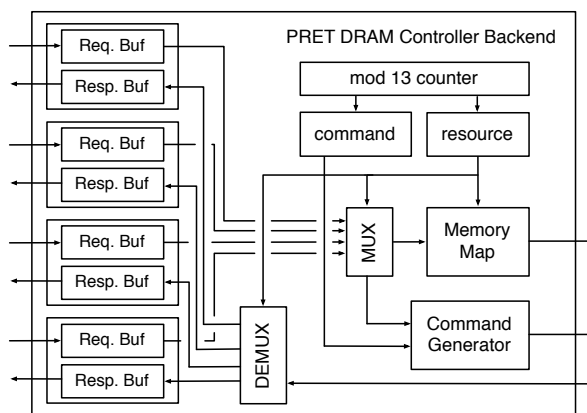 PRET DRAM Controller Backend
Req. Buf
Resp. Buf
mod 13 counter
command
resource
Req. Buf
Resp. Buf
Req. Buf
Resp. Buf
MUX
Memory
Map
Req. Buf
Resp. Buf
DEMUX
Command
Generator